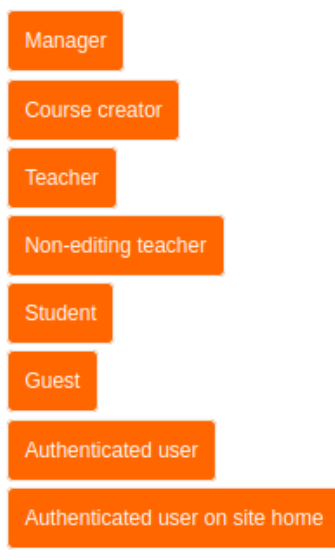 Manager
Course creator
Teacher
Non-editing teacher
Student
Guest
Authenticated user
Authenticated user on site home